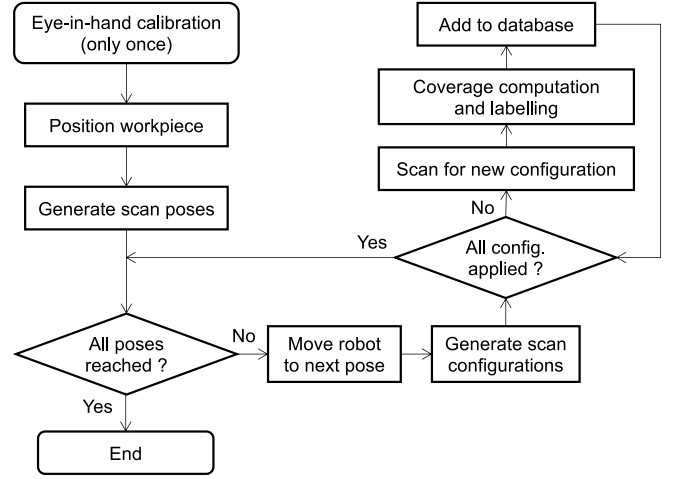 Eye-in-hand calibration
(only once)
Position workpiece
Generate scan poses
All poses
reached ?
No
Yes
End
Move robot
to next pose
Generate scan
configurations
All config.
applied ?
Yes
No
Scan for new configuration
Coverage computation
and labelling
Add to database